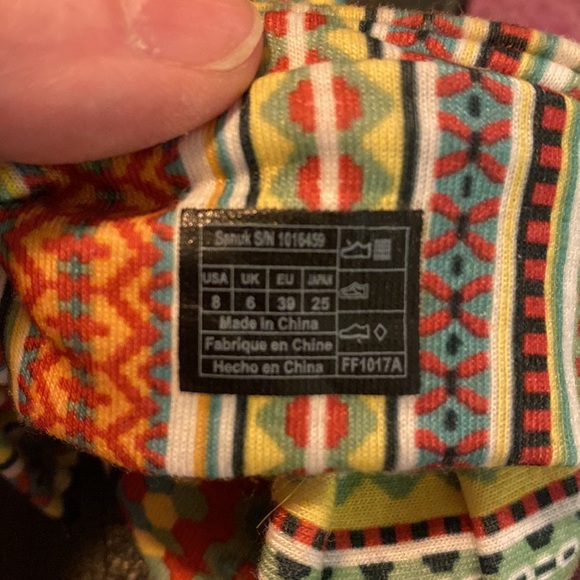 Sanuk S/N 1016459
USA UK EU JAPAN
8 6 39 25
Made in China
Fabrique en Chine
Hecho en China FF1017A